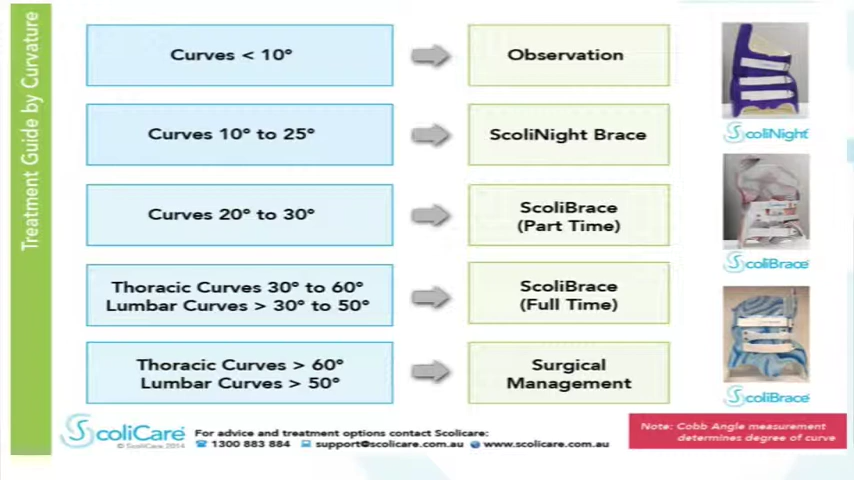 Treatment Guide by Curvature
Curves < 10°
Observation
Curves 10° to 25°
ScoliNight Brace
Curves 20° to 30°
ScoliBrace
(Part Time)
Thoracic Curves 30° to 60°
Lumbar Curves > 30° to 50°
ScoliBrace
(Full Time)
Thoracic Curves > 60°
Lumbar Curves > 50°
Surgical
Management
ScoliNight
ScoliBrace
ScoliBrace
ScoliCare
© ScoliCare 2014
For advice and treatment options contact Scolicare:
1300 883 884 support@scolicare.com.au www.scolicare.com.au
Note: Cobb Angle measurement
determines degree of curve